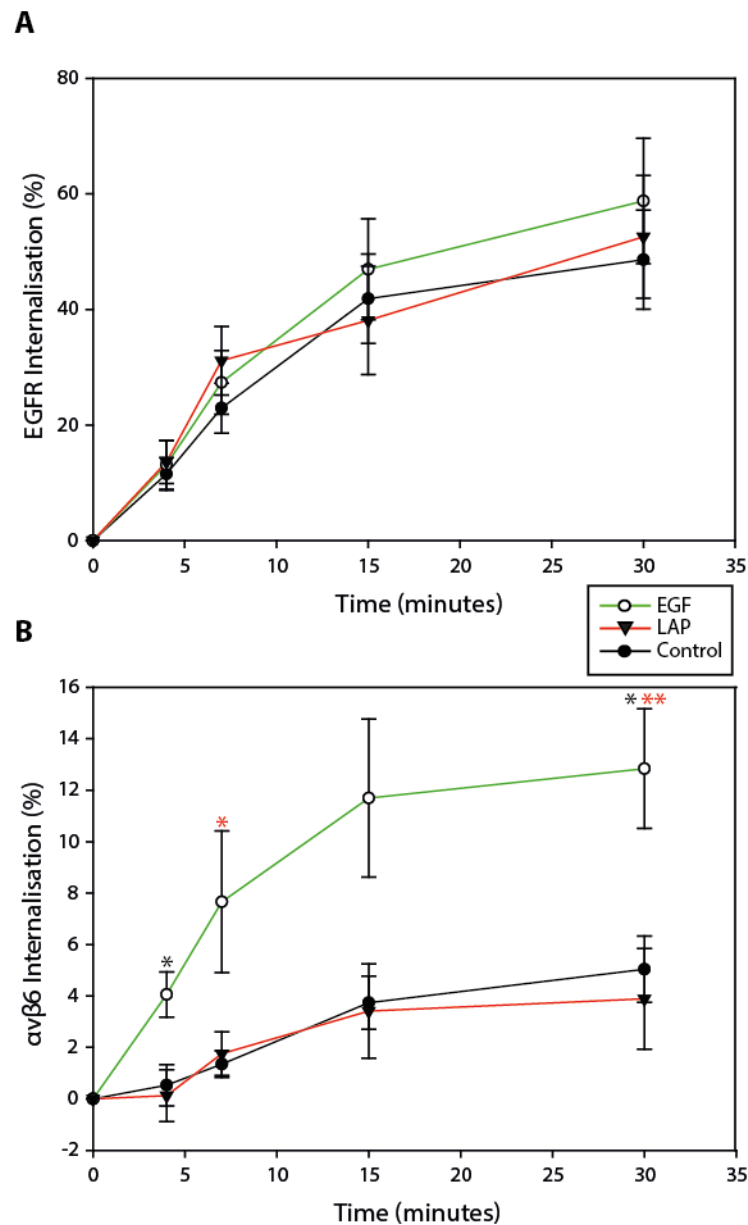 A
80
60
40
20
0
EGFR Internalisation (%)
0 5 10 15 20 25 30 35
Time (minutes)
EGF
LAP
Control
B
16
14
12
10
8
6
4
2
0
-2
αvβ6 Internalisation (%)
*
*
* **
0 5 10 15 20 25 30 35
Time (minutes)